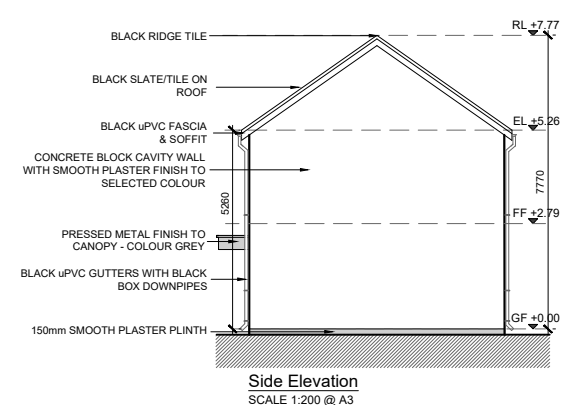 RL +7.77
BLACK RIDGE TILE
BLACK SLATE/TILE ON
ROOF
EL +5.26
BLACK uPVC FASCIA
& SOFFIT
CONCRETE BLOCK CAVITY WALL
WITH SMOOTH PLASTER FINISH TO
SELECTED COLOUR
5260
7770
FF +2.79
PRESSED METAL FINISH TO
CANOPY - COLOUR GREY
BLACK uPVC GUTTERS WITH BLACK
BOX DOWNPIPES
GF +0.00
150mm SMOOTH PLASTER PLINTH
Side Elevation
SCALE 1:200 @ A3